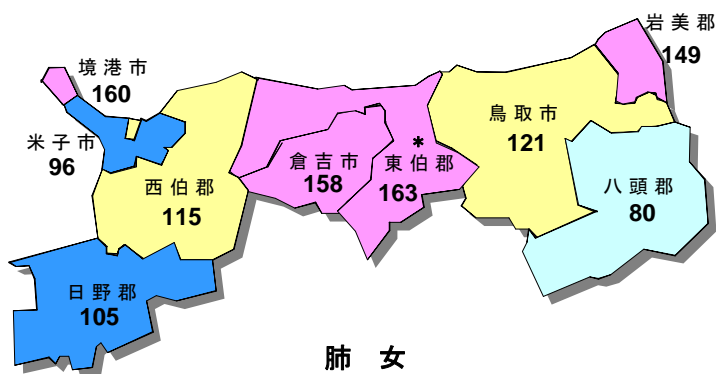 岩美郡
149
境港市
160
米子市
96
鳥取市
121
倉吉市
158
*
東伯郡
163
西伯郡
115
八頭郡
80
日野郡
105
肺 女